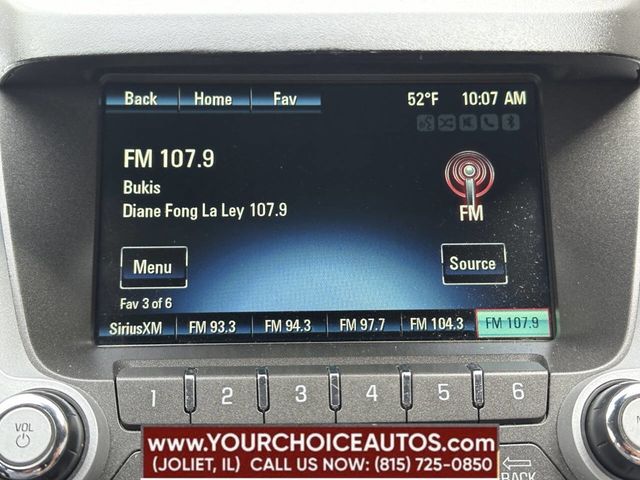 Back Home Fav 52°F 10:07 AM
FM 107.9
Bukis
Diane Fong La Ley 107.9
FM
Menu Source
Fav 3 of 6
SiriusXM FM 93.3 FM 94.3 FM 97.7 FM 104.3 FM 107.9
1 2 3 4 5 6
VOL
BACK
WWW.YOURCHOICEAUTOS.COM
(JOLIET, IL) CALL US NOW: (815) 725-0850